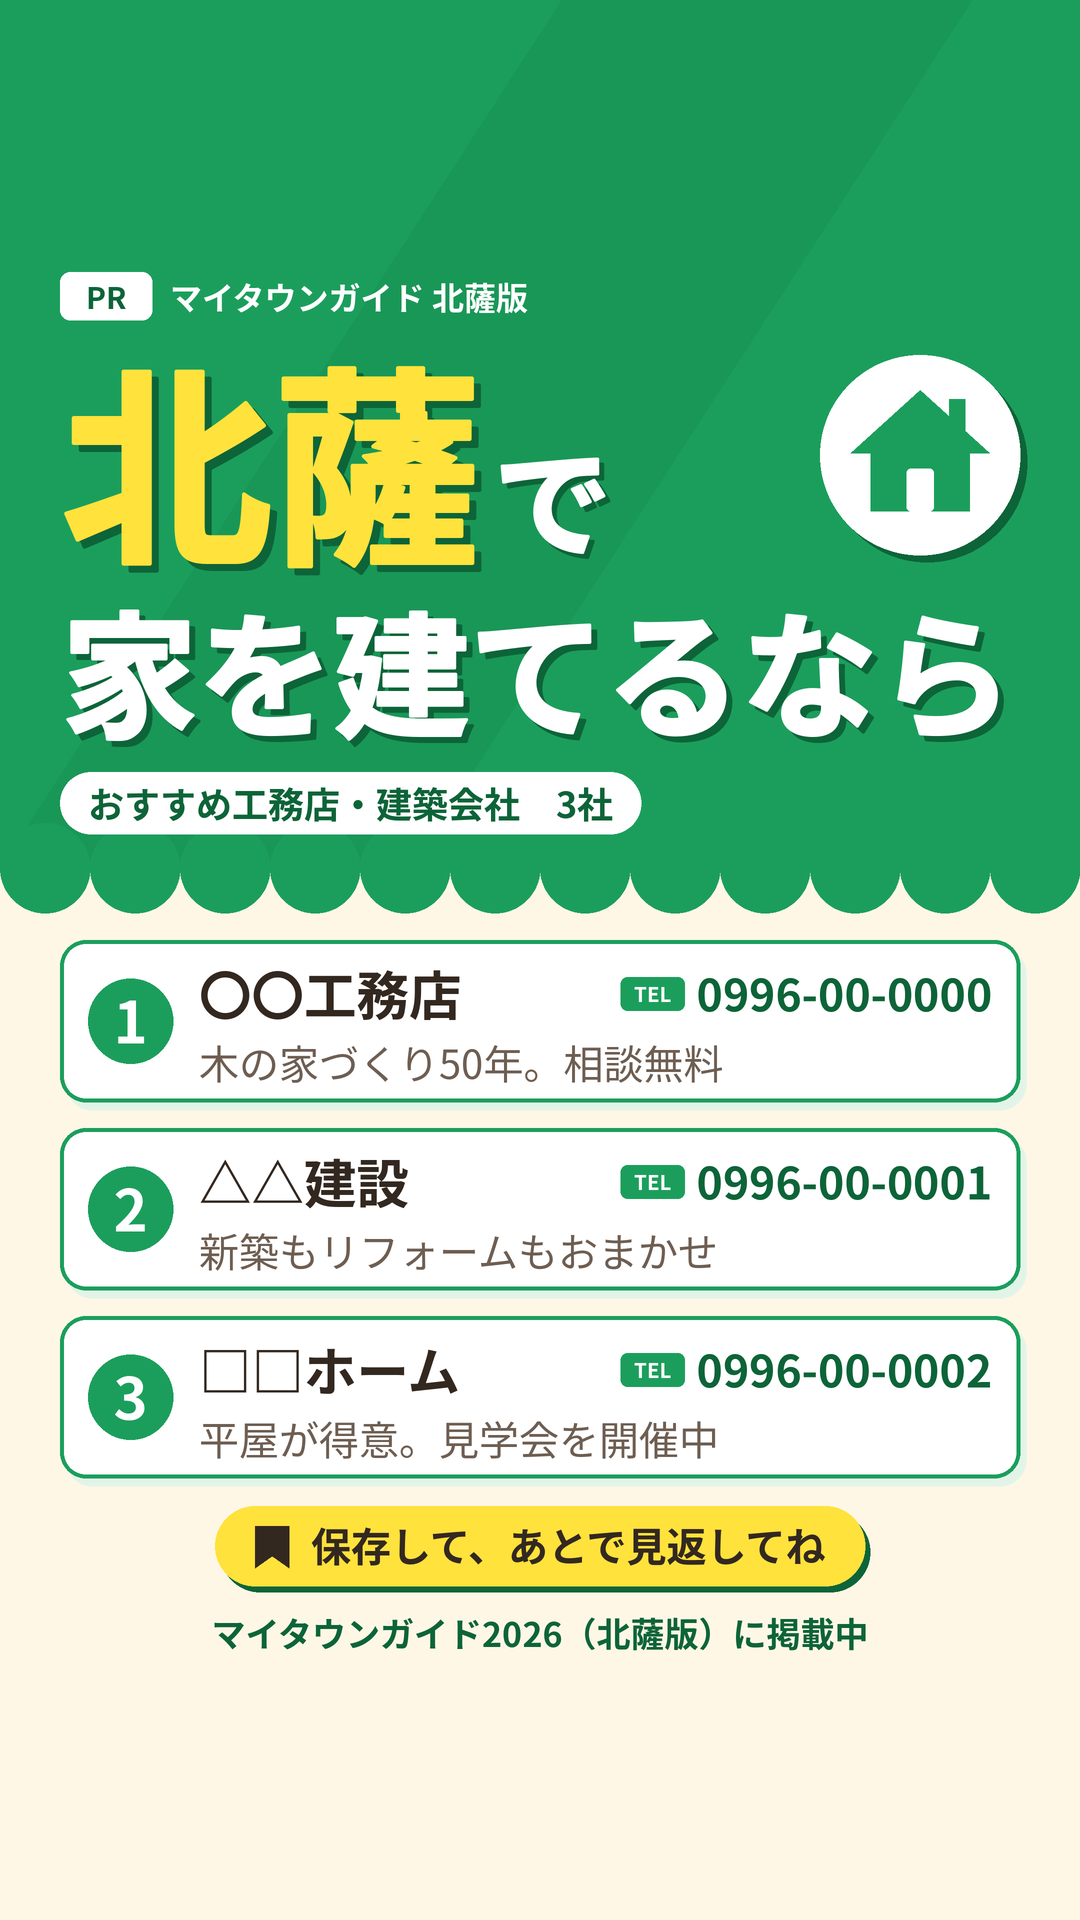 PR マイタウンガイド 北薩版
北薩で
家を建てるなら
おすすめ工務店・建築会社　3社
1 〇〇工務店 TEL 0996-00-0000
木の家づくり50年。相談無料
2 △△建設 TEL 0996-00-0001
新築もリフォームもおまかせ
3 □□ホーム TEL 0996-00-0002
平屋が得意。見学会を開催中
保存して、あとで見返してね
マイタウンガイド2026（北薩版）に掲載中